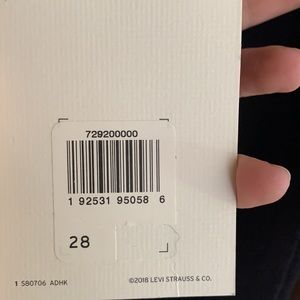 729200000
1 92531 95058 6
28
1 S80706 ADHK
©2018 LEVI STRAUSS & CO.